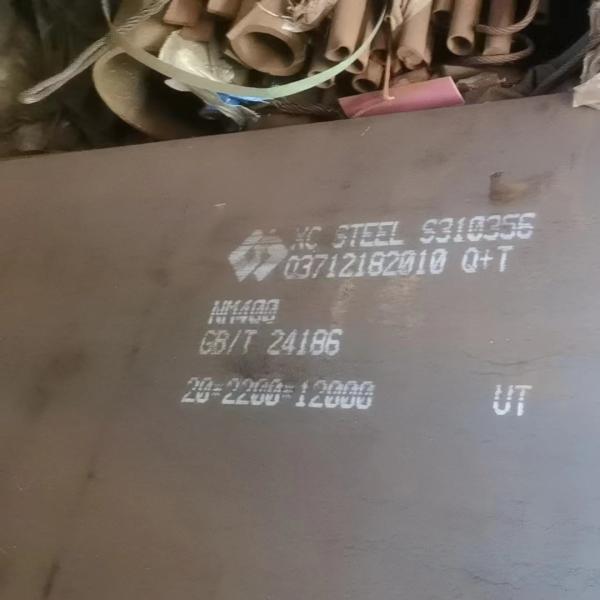 XC STEEL S310356
03712182010 Q+T
NM400
GB/T 24186
20*2200*12000 UT